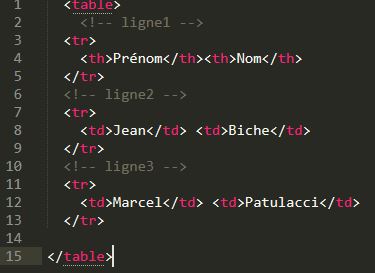 1 <table>
2 <!-- ligne1 -->
3 <tr>
4 <th>Prénom</th><th>Nom</th>
5 </tr>
6 <!-- ligne2 -->
7 <tr>
8 <td>Jean</td> <td>Biche</td>
9 </tr>
10 <!-- ligne3 -->
11 <tr>
12 <td>Marcel</td> <td>Patulacci</td>
13 </tr>
14
15 </table>